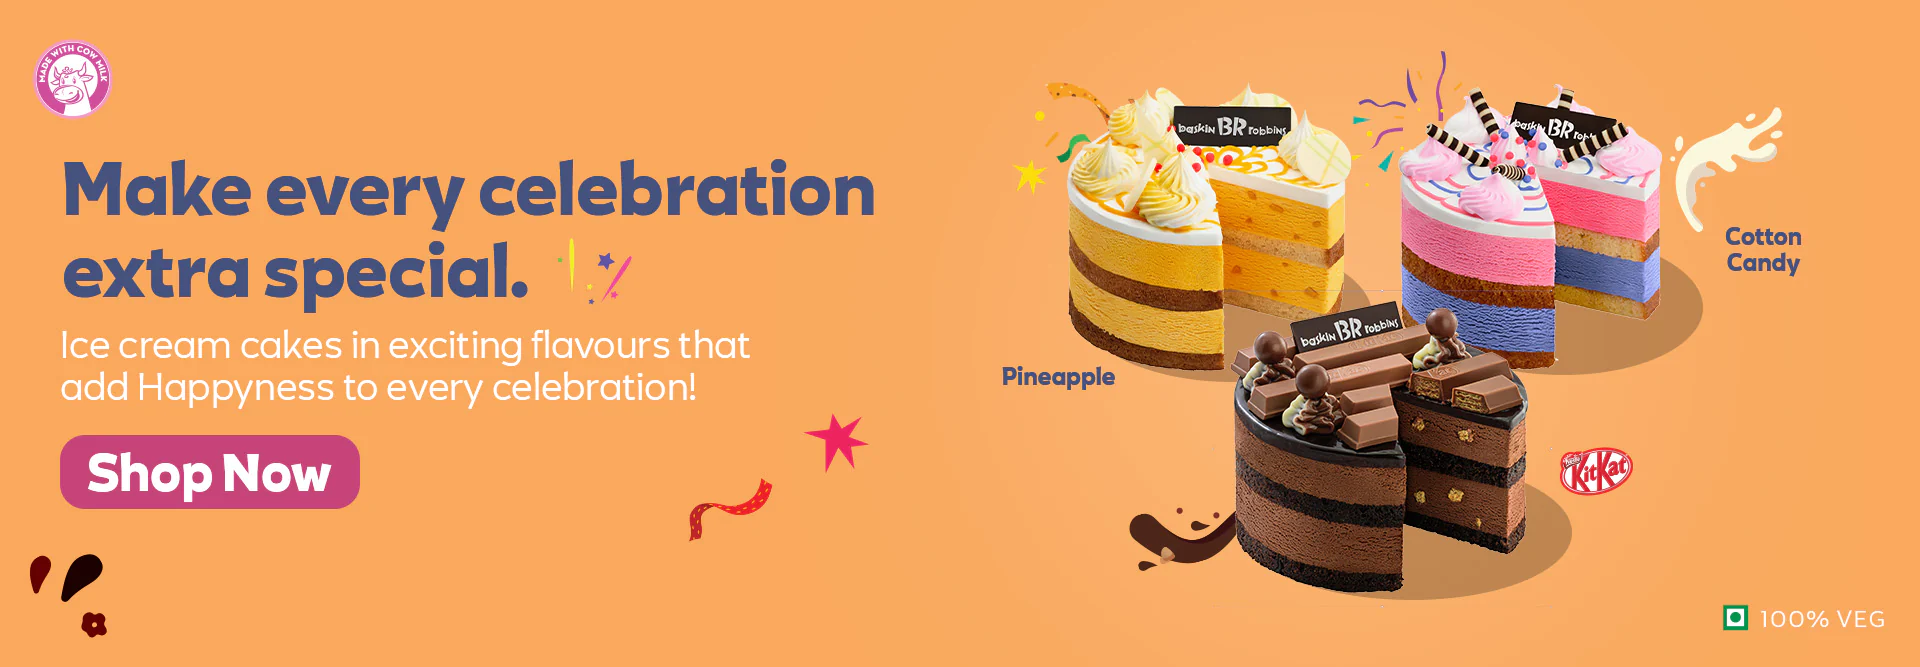 MADE WITH COW MILK
Make every celebration
extra special.
Ice cream cakes in exciting flavours that
add Happyness to every celebration!
Shop Now
baskin BR robbins
baskin BR robbins
Cotton
Candy
baskin BR robbins
Pineapple
Nestlé
KitKat
100% VEG